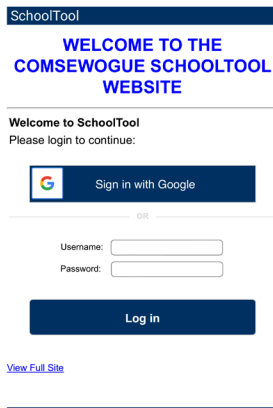 SchoolTool
WELCOME TO THE
COMSEWOGUE SCHOOLTOOL
WEBSITE
Welcome to SchoolTool
Please login to continue:
G Sign in with Google
OR
Username:
Password:
Log in
View Full Site